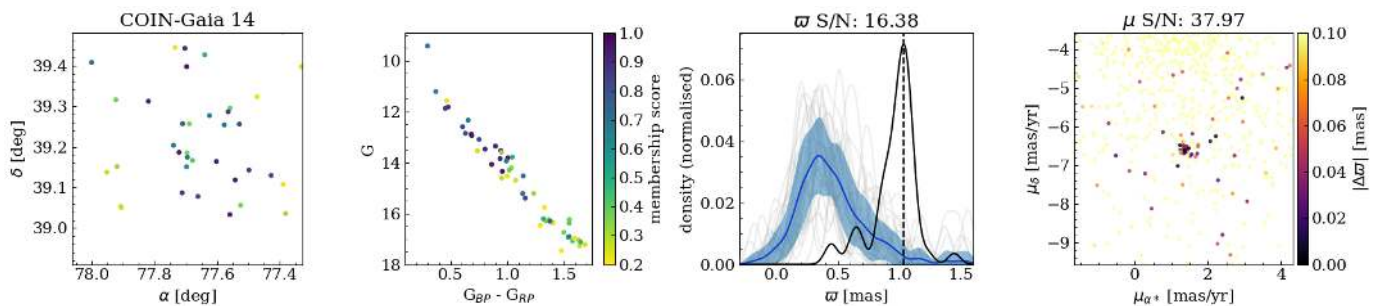 COIN-Gaia 14
39.4
39.3
39.2
39.1
39.0
δ [deg]
78.0 77.8 77.6 77.4
α [deg]
10
12
14
16
18
G
0.5 1.0 1.5
G_BP - G_RP
1.0
0.9
0.8
0.7
0.6
0.5
0.4
0.3
0.2
membership score
ϖ S/N: 16.38
0.06
0.04
0.02
0.00
density (normalised)
0.0 0.5 1.0 1.5
ϖ [mas]
μ S/N: 37.97
−4
−5
−6
−7
−8
−9
μ_δ [mas/yr]
0 2 4
μ_α* [mas/yr]
0.10
0.08
0.06
0.04
0.02
0.00
|Δϖ| [mas]